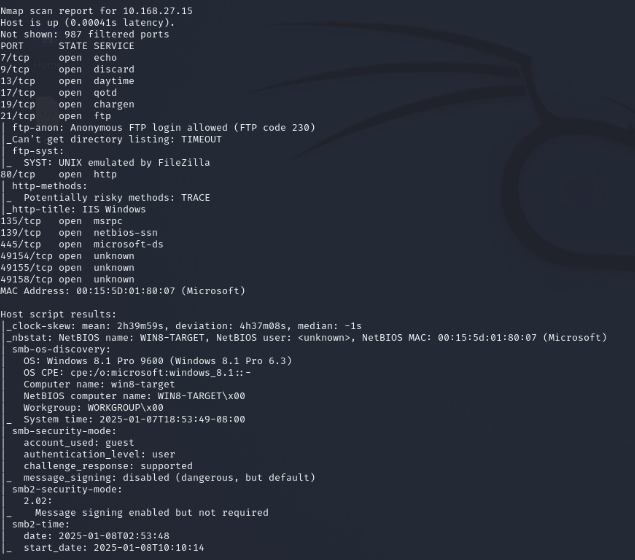 Nmap scan report for 10.168.27.15
Host is up (0.00041s latency).
Not shown: 987 filtered ports
PORT      STATE SERVICE
7/tcp     open  echo
9/tcp     open  discard
13/tcp    open  daytime
17/tcp    open  qotd
19/tcp    open  chargen
21/tcp    open  ftp
| ftp-anon: Anonymous FTP login allowed (FTP code 230)
|_Can't get directory listing: TIMEOUT
| ftp-syst:
|_  SYST: UNIX emulated by FileZilla
80/tcp    open  http
| http-methods:
|_  Potentially risky methods: TRACE
|_http-title: IIS Windows
135/tcp   open  msrpc
139/tcp   open  netbios-ssn
445/tcp   open  microsoft-ds
49154/tcp open  unknown
49155/tcp open  unknown
49158/tcp open  unknown
MAC Address: 00:15:5D:01:80:07 (Microsoft)

Host script results:
|_clock-skew: mean: 2h39m59s, deviation: 4h37m08s, median: -1s
|_nbstat: NetBIOS name: WIN8-TARGET, NetBIOS user: <unknown>, NetBIOS MAC: 00:15:5d:01:80:07 (Microsoft)
| smb-os-discovery:
|   OS: Windows 8.1 Pro 9600 (Windows 8.1 Pro 6.3)
|   OS CPE: cpe:/o:microsoft:windows_8.1::-
|   Computer name: win8-target
|   NetBIOS computer name: WIN8-TARGET\x00
|   Workgroup: WORKGROUP\x00
|_  System time: 2025-01-07T18:53:49-08:00
| smb-security-mode:
|   account_used: guest
|   authentication_level: user
|   challenge_response: supported
|_  message_signing: disabled (dangerous, but default)
| smb2-security-mode:
|   2.02:
|_    Message signing enabled but not required
| smb2-time:
|   date: 2025-01-08T02:53:48
|_  start_date: 2025-01-08T10:10:14